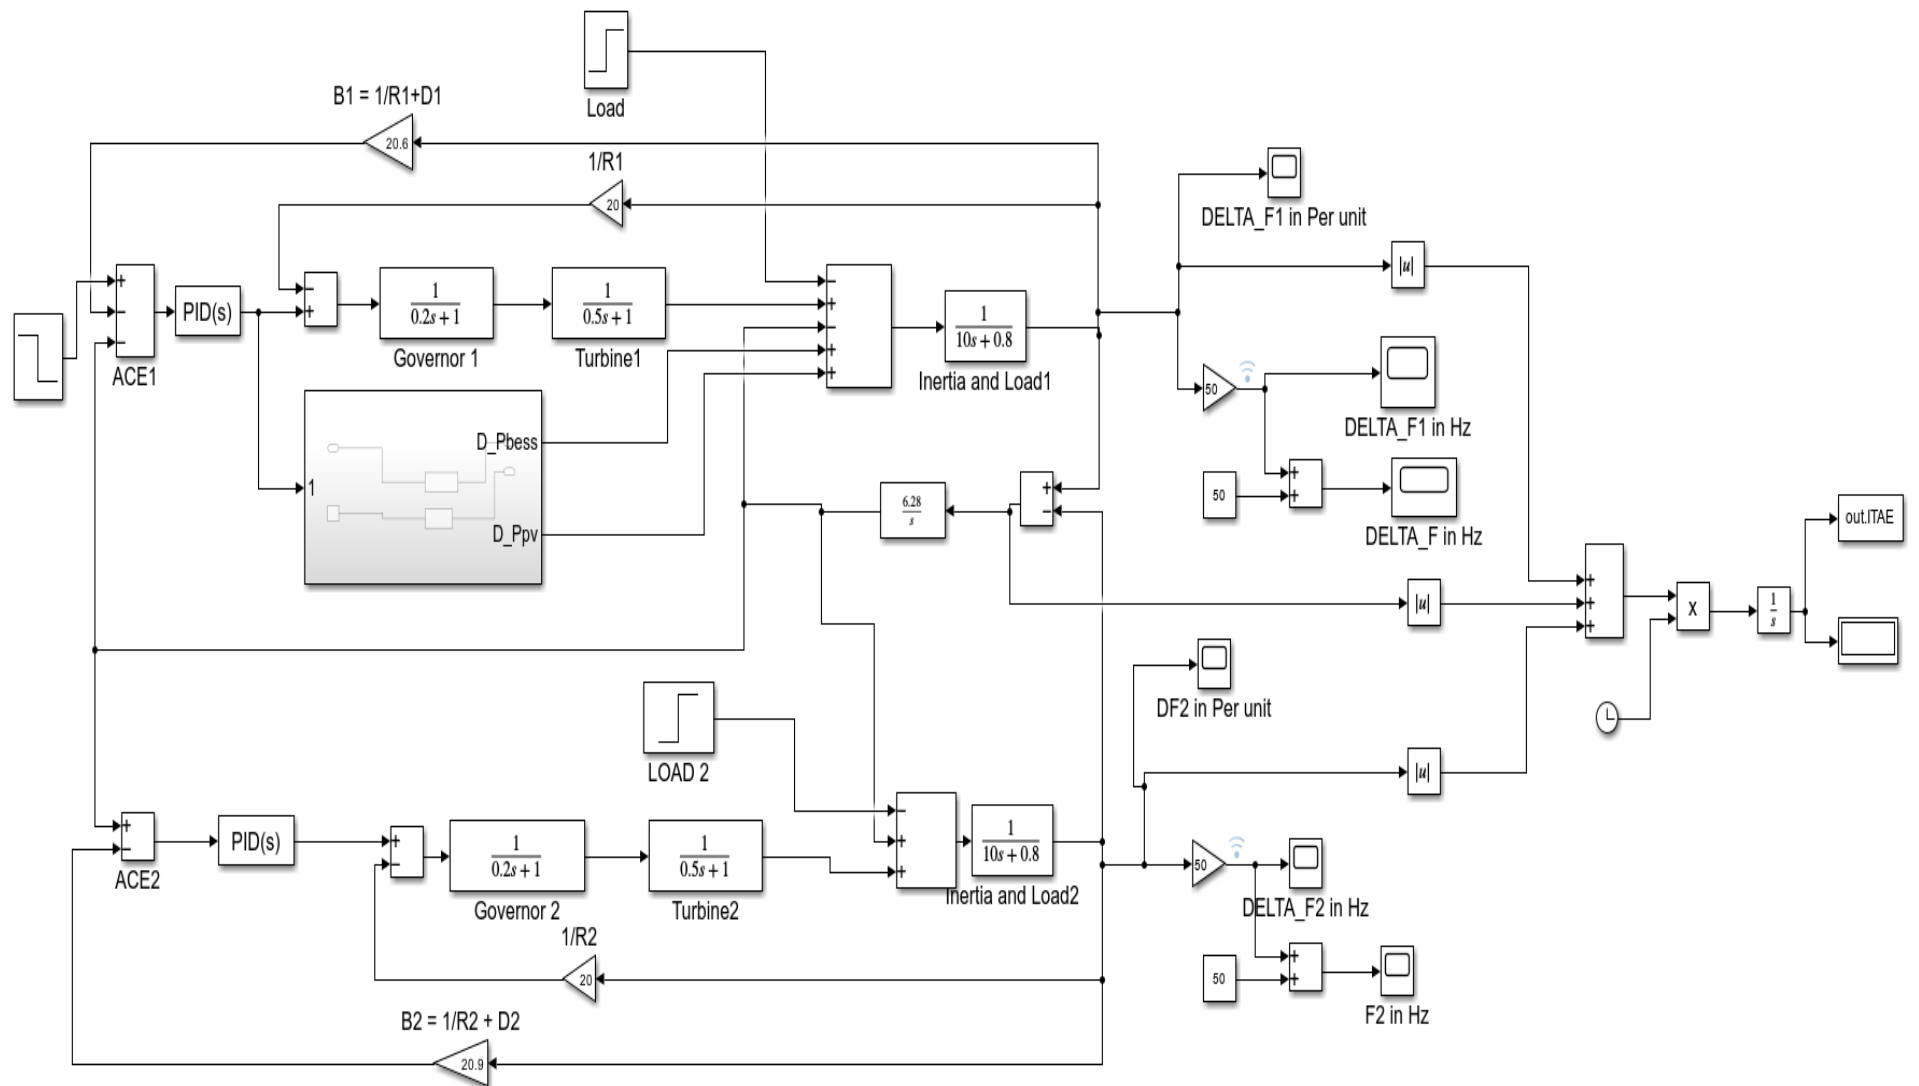 Load
B1 = 1/R1+D1
20.6
1/R1
20
DELTA_F1 in Per unit
|u|
+
−
−
ACE1
PID(s)
−
+
1
0.2s + 1
Governor 1
1
0.5s + 1
Turbine1
−
+
−
+
+
1
10s + 0.8
Inertia and Load1
50
DELTA_F1 in Hz
1
D_Pbess
D_Ppv
6.28
s
+
−
50
+
+
DELTA_F in Hz
out.ITAE
|u|
+
+
+
X
1
s
DF2 in Per unit
LOAD 2
|u|
+
−
ACE2
PID(s)
+
−
1
0.2s + 1
Governor 2
1
0.5s + 1
Turbine2
−
+
+
1
10s + 0.8
Inertia and Load2
50
DELTA_F2 in Hz
1/R2
20
50
+
+
F2 in Hz
B2 = 1/R2 + D2
20.9